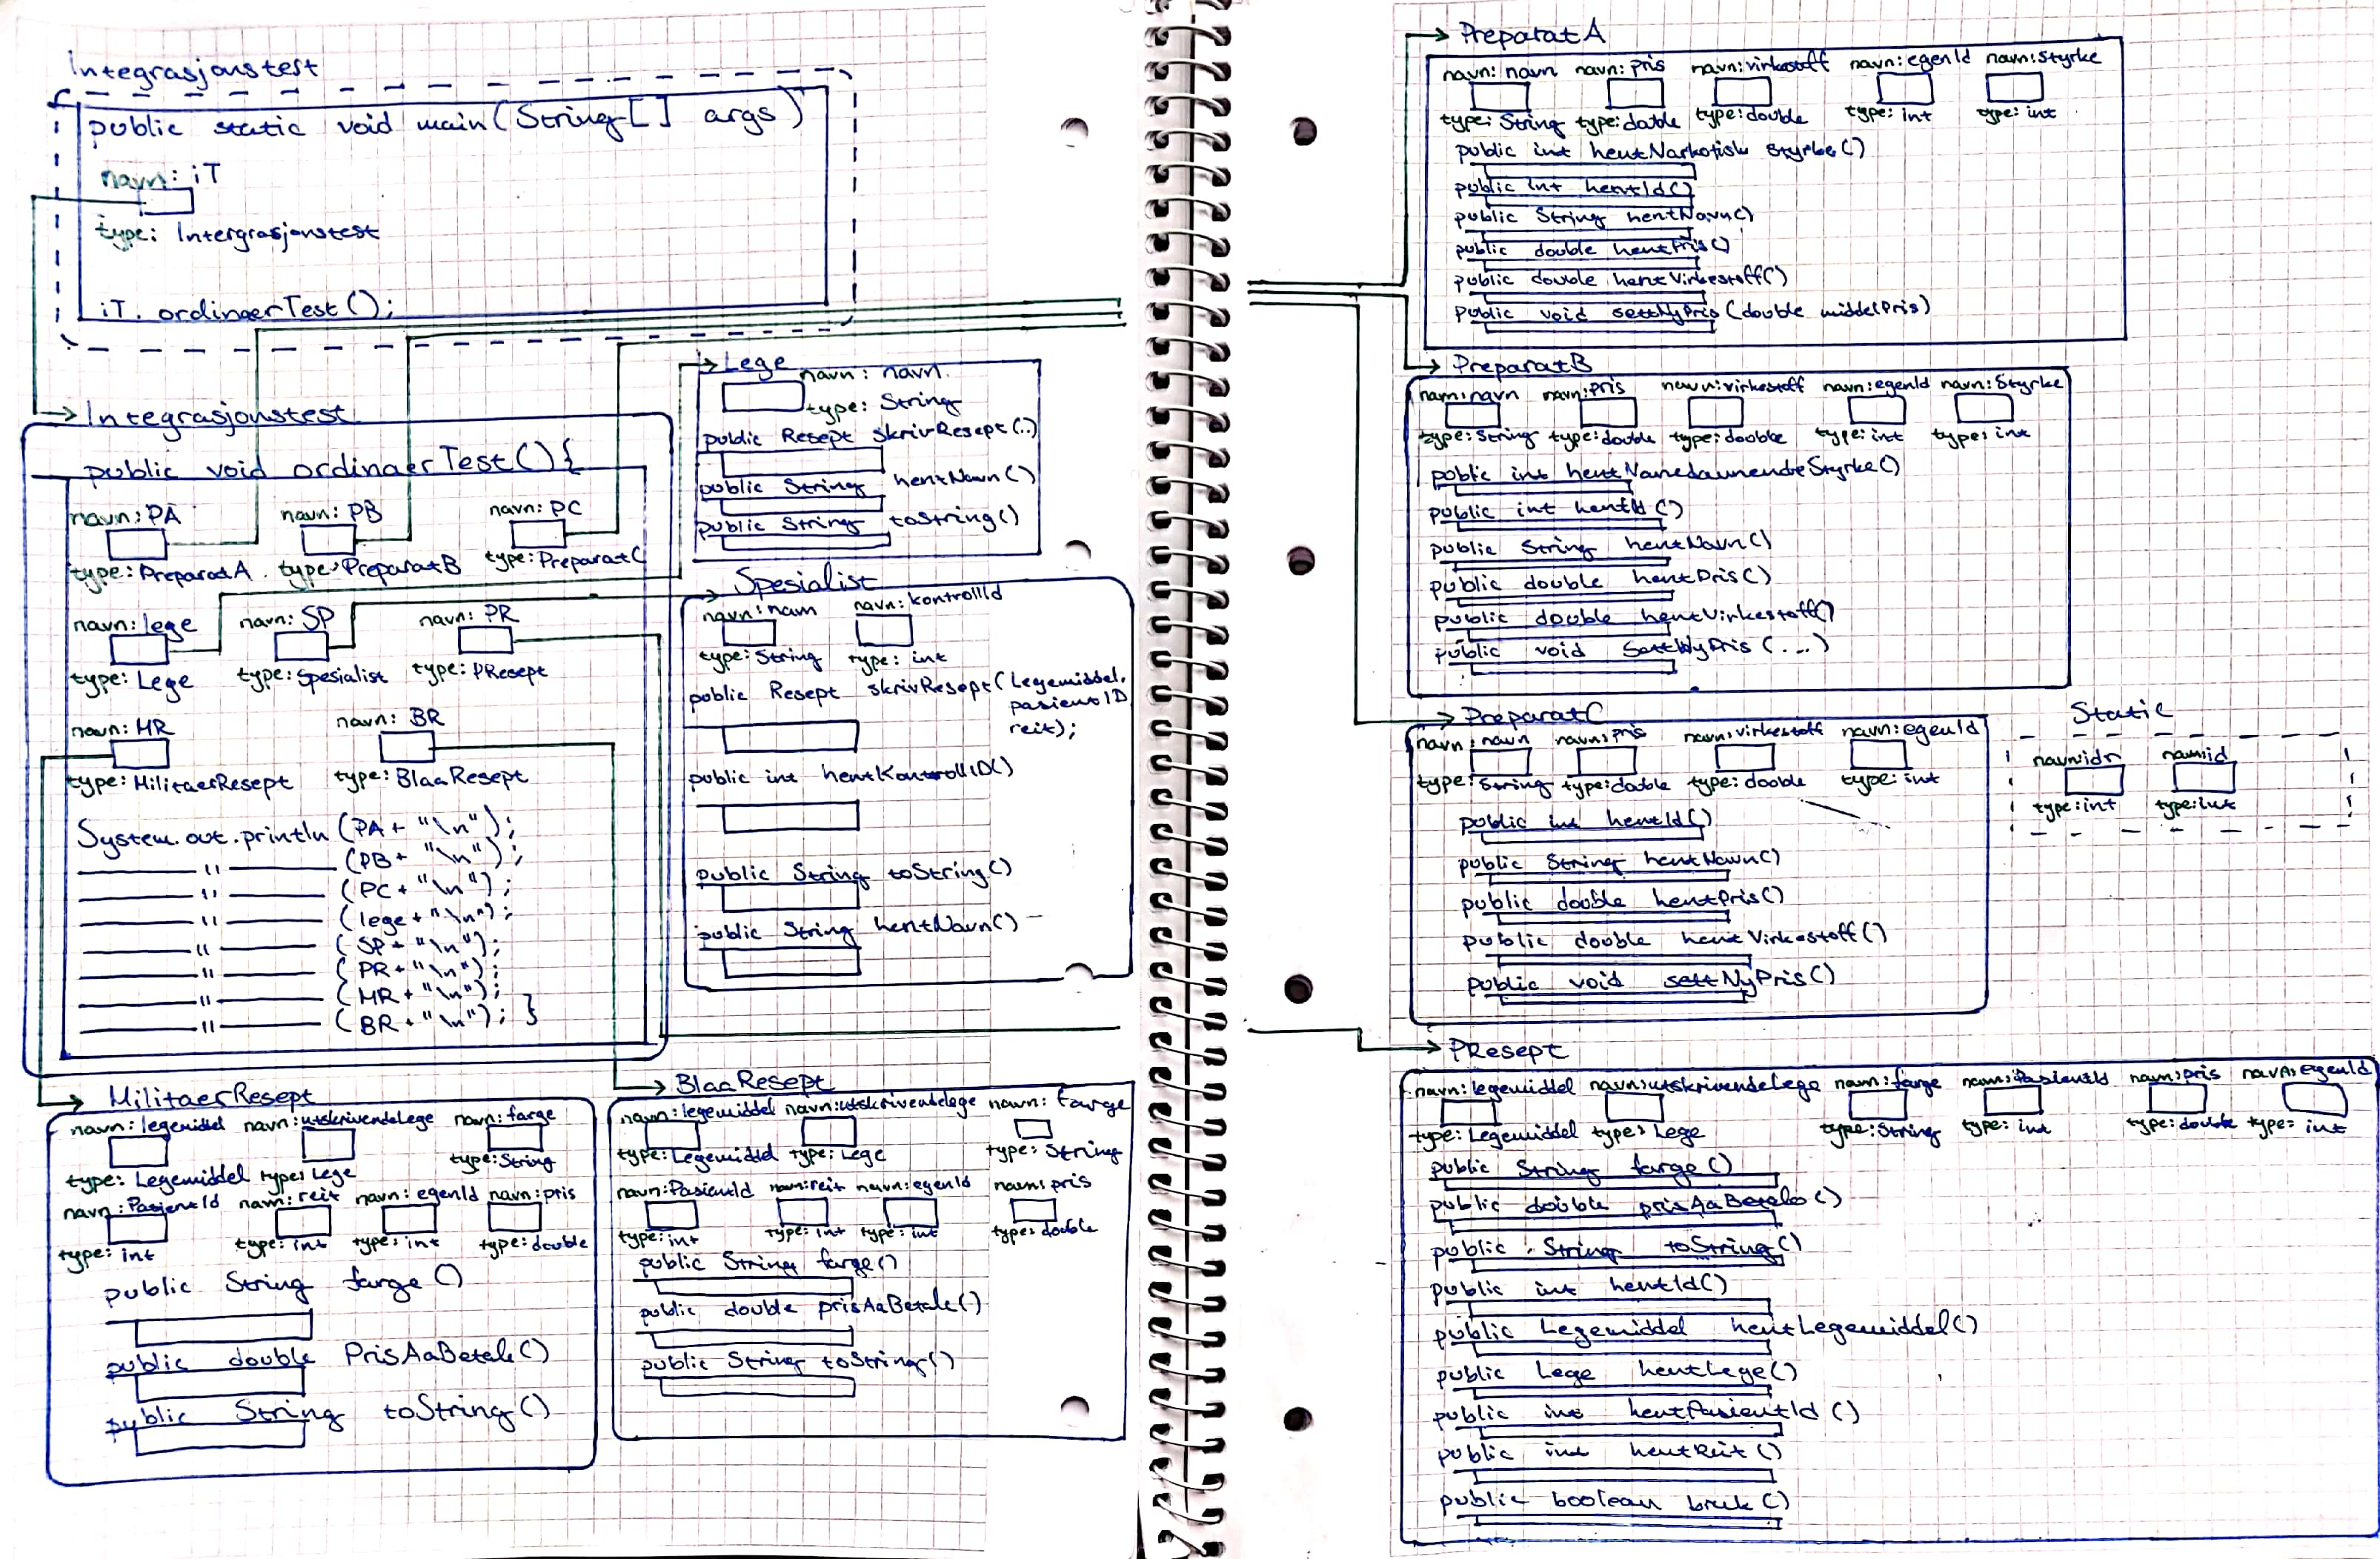 Integrasjonstest
public static void main(String[] args)
navn: iT
type: Intergrasjonstest
iT. ordinaerTest();
Integrasjonstest
public void ordinaerTest(){
navn: PA navn: PB navn: PC
type: PreparatA type: PreparatB type: PreparatC
navn: lege navn: SP navn: PR
type: Lege type: Spesialist type: PResept
navn: MR navn: BR
type: MilitaerResept type: BlaaResept
System.out.println (PA + "\n");
——— 11 ——— (PB + "\n");
——— 11 ——— (PC + "\n");
——— 11 ——— (lege + "\n");
——— 11 ——— (SP + "\n");
——— 11 ——— (PR + "\n");
——— 11 ——— (MR + "\n");
——— 11 ——— (BR + "\n"); }
Lege
navn: navn
type: String
public Resept skrivResept(..)
public String hentNavn()
public String toString()
Spesialist
navn: navn navn: kontrollId
type: String type: int
public Resept skrivResept(Legemiddel,
pasientID
reit);
public int hentKontrollID()
public String toString()
public String hentNavn()
MilitaerResept
navn: legemiddel navn: utskrivendeLege navn: farge
type: Legemiddel type: Lege type: String
navn: PasientId navn: reit navn: egenId navn: pris
type: int type: int type: int type: double
public String farge()
public double PrisAaBetale()
public String toString()
BlaaResept
navn: legemiddel navn: utskrivendelege navn: farge
type: Legemiddel type: Lege type: String
navn: PasientId navn: reit navn: egenId navn: pris
type: int type: int type: int type: double
public String farge()
public double prisAaBetale()
public String toString()
PreparatA
navn: navn navn: pris navn: virkestoff navn: egenId navn: Styrke
type: String type: double type: double type: int type: int
public int hentNarkotisk Styrke()
public int hentId()
public String hentNavn()
public double hentPris()
public double hentVirkestoff()
public void settNyPris (double middelPris)
PreparatB
navn: navn navn: pris navn: virkestoff navn: egenId navn: Styrke
type: String type: double type: double type: int type: int
public int hentVanedannendeStyrke()
public int hentId()
public String hentNavn()
public double hentPris()
public double hentVirkestoff()
public void settNyPris (...)
PreparatC
navn: navn navn: pris navn: virkestoff navn: egenId
type: String type: double type: double type: int
public int hentId()
public String hentNavn()
public double hentPris()
public double hentVirkestoff()
public void settNyPris()
Static
navn: idr navn: id
type: int type: int
PResept
navn: legemiddel navn: utskrivendeLege navn: farge navn: PasientId navn: pris navn: egenId
type: Legemiddel type: Lege type: String type: int type: double type: int
public String farge()
public double prisAaBetale()
public String toString()
public int hentId()
public Legemiddel hentLegemiddel()
public Lege hentLege()
public int hentPasientId()
public int hentReit()
public boolean bruk()